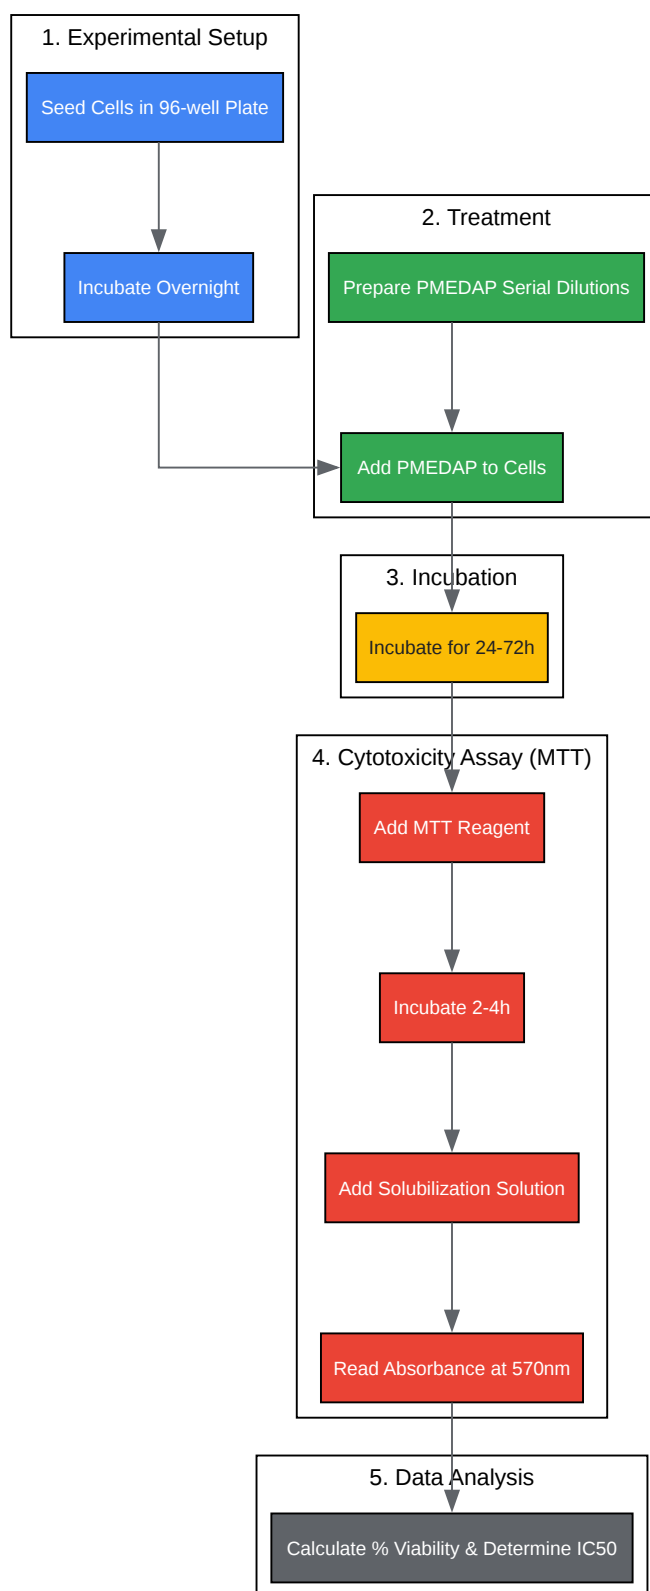 1. Experimental Setup
Seed Cells in 96-well Plate
Incubate Overnight
2. Treatment
Prepare PMEDAP Serial Dilutions
Add PMEDAP to Cells
3. Incubation
Incubate for 24-72h
4. Cytotoxicity Assay (MTT)
Add MTT Reagent
Incubate 2-4h
Add Solubilization Solution
Read Absorbance at 570nm
5. Data Analysis
Calculate % Viability & Determine IC50